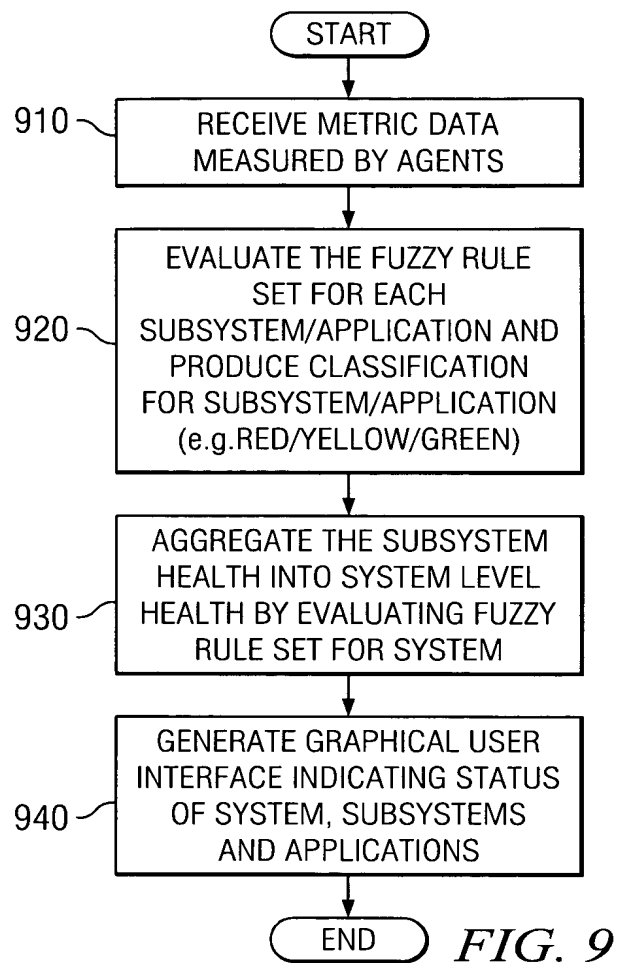 START
910
RECEIVE METRIC DATA
MEASURED BY AGENTS
920
EVALUATE THE FUZZY RULE
SET FOR EACH
SUBSYSTEM/APPLICATION AND
PRODUCE CLASSIFICATION
FOR SUBSYSTEM/APPLICATION
(e.g.RED/YELLOW/GREEN)
930
AGGREGATE THE SUBSYSTEM
HEALTH INTO SYSTEM LEVEL
HEALTH BY EVALUATING FUZZY
RULE SET FOR SYSTEM
940
GENERATE GRAPHICAL USER
INTERFACE INDICATING STATUS
OF SYSTEM, SUBSYSTEMS
AND APPLICATIONS
END
FIG. 9